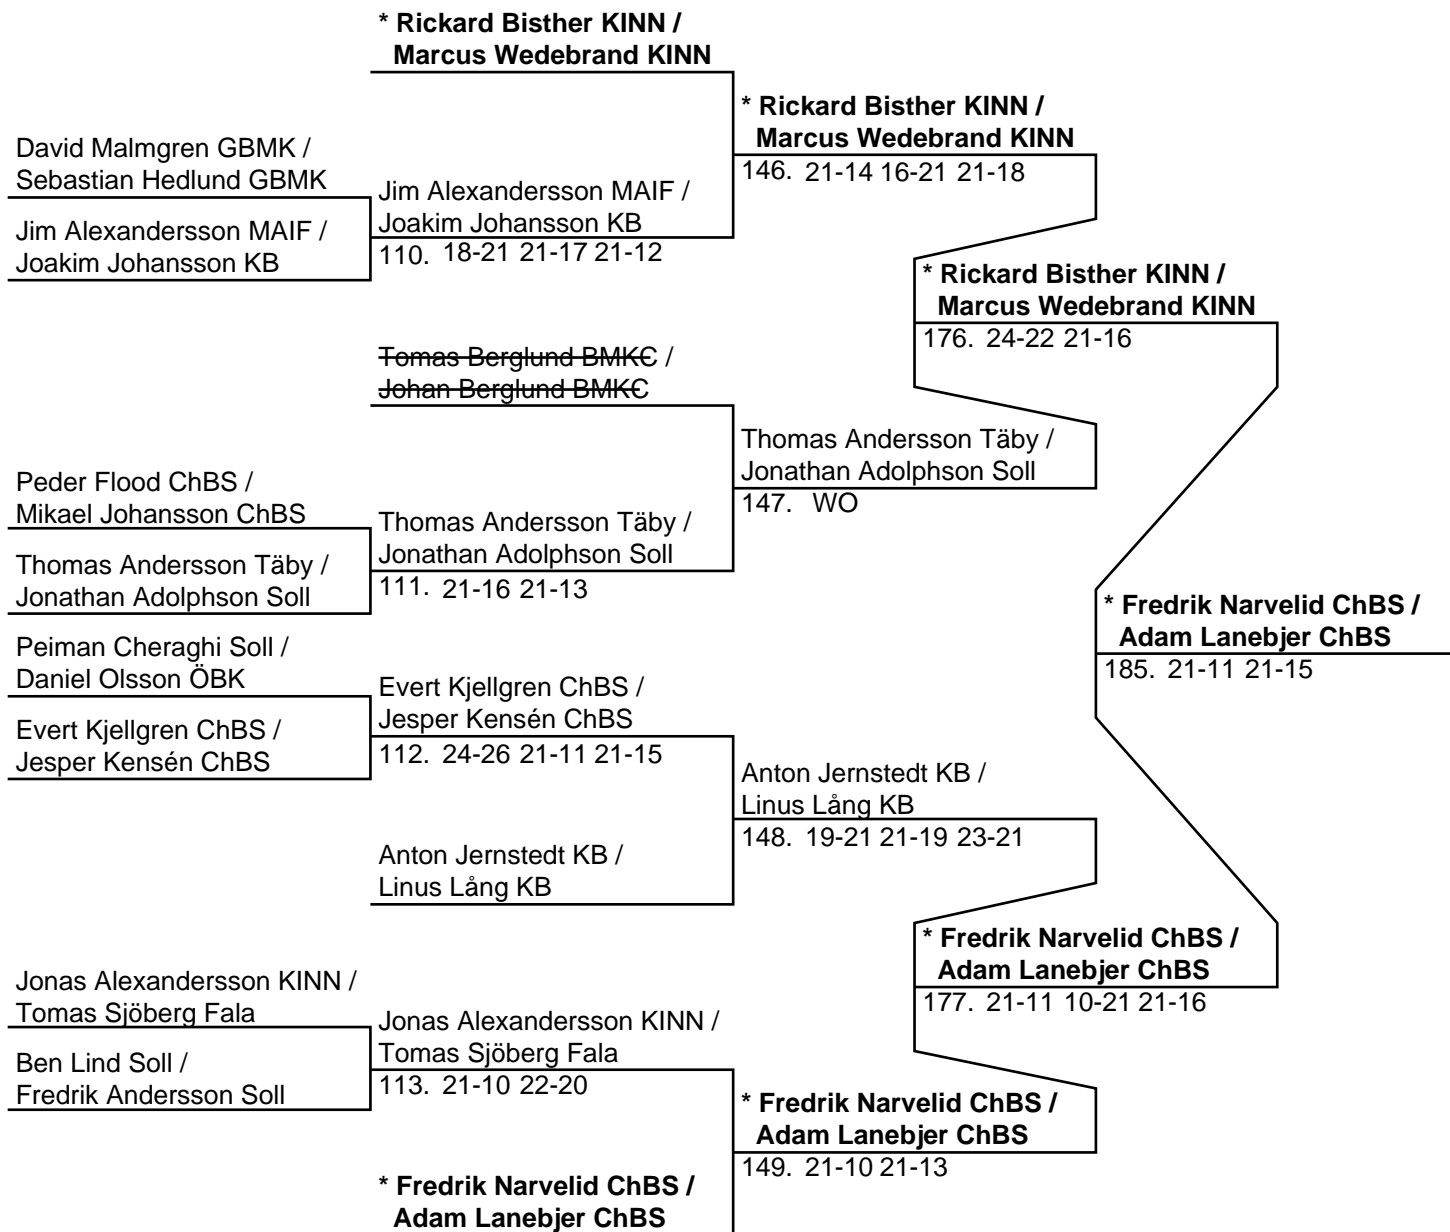 * Rickard Bisther KINN /
Marcus Wedebrand KINN
* Rickard Bisther KINN /
Marcus Wedebrand KINN
146. 21-14 16-21 21-18
David Malmgren GBMK /
Sebastian Hedlund GBMK
Jim Alexandersson MAIF /
Joakim Johansson KB
110. 18-21 21-17 21-12
Jim Alexandersson MAIF /
Joakim Johansson KB
* Rickard Bisther KINN /
Marcus Wedebrand KINN
176. 24-22 21-16
Tomas Berglund BMKC /
Johan Berglund BMKC
Thomas Andersson Täby /
Jonathan Adolphson Soll
147. WO
Peder Flood ChBS /
Mikael Johansson ChBS
Thomas Andersson Täby /
Jonathan Adolphson Soll
111. 21-16 21-13
Thomas Andersson Täby /
Jonathan Adolphson Soll
* Fredrik Narvelid ChBS /
Adam Lanebjer ChBS
185. 21-11 21-15
Peiman Cheraghi Soll /
Daniel Olsson ÖBK
Evert Kjellgren ChBS /
Jesper Kensén ChBS
112. 24-26 21-11 21-15
Evert Kjellgren ChBS /
Jesper Kensén ChBS
Anton Jernstedt KB /
Linus Lång KB
148. 19-21 21-19 23-21
Anton Jernstedt KB /
Linus Lång KB
* Fredrik Narvelid ChBS /
Adam Lanebjer ChBS
177. 21-11 10-21 21-16
Jonas Alexandersson KINN /
Tomas Sjöberg Fala
Jonas Alexandersson KINN /
Tomas Sjöberg Fala
113. 21-10 22-20
Ben Lind Soll /
Fredrik Andersson Soll
* Fredrik Narvelid ChBS /
Adam Lanebjer ChBS
149. 21-10 21-13
* Fredrik Narvelid ChBS /
Adam Lanebjer ChBS